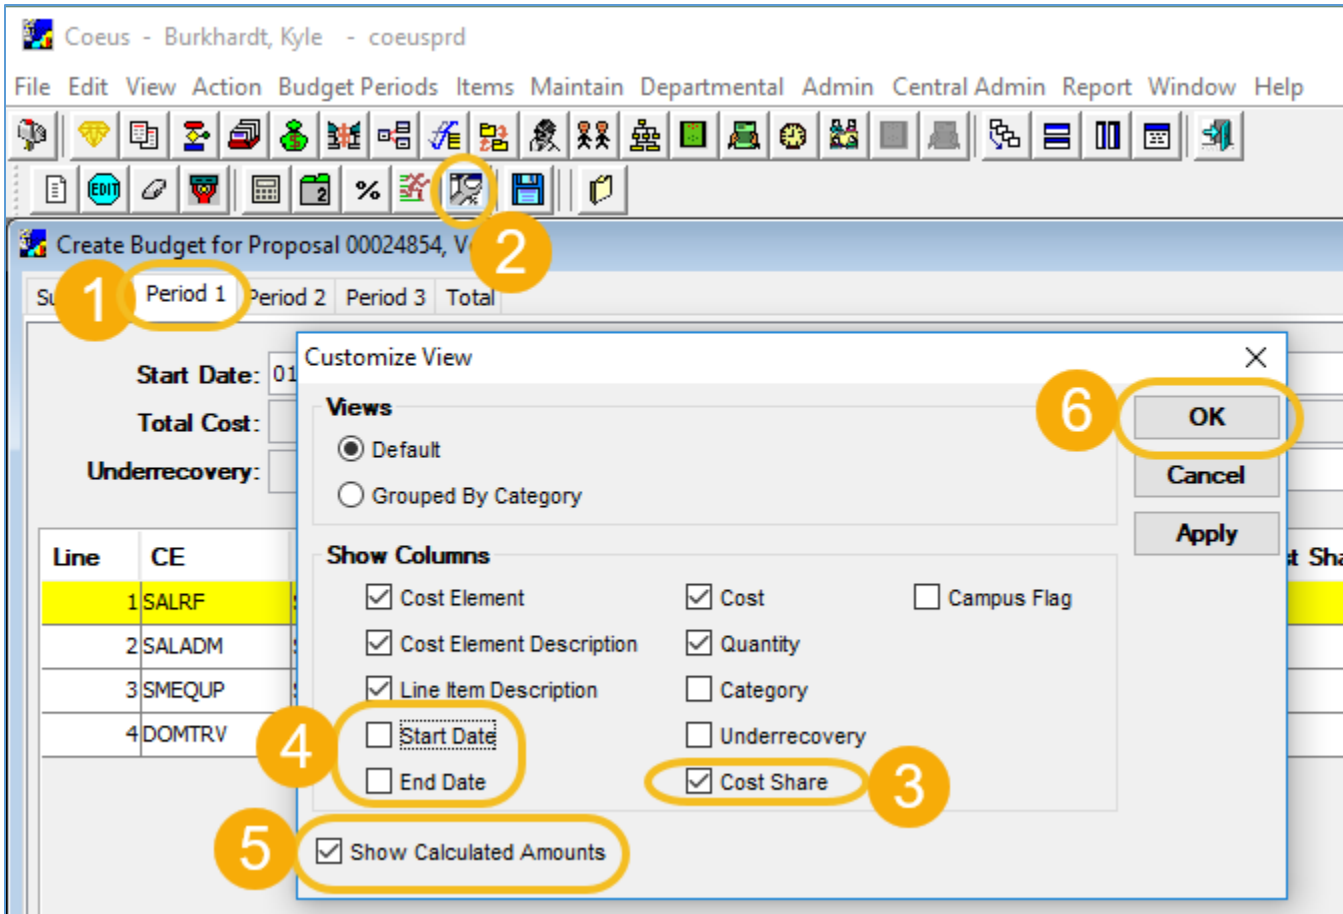 Coeus - Burkhardt, Kyle - coeusprd
File Edit View Action Budget Periods Items Maintain Departmental Admin Central Admin Report Window Help
EDIT 2 %
Create Budget for Proposal 00024854, V
2
1
Su Period 1 Period 2 Period 3 Total
Customize View
Start Date: 01
Views
6
OK
Total Cost:
Default
Underrecovery:
Cancel
Grouped By Category
Apply
Line CE
Show Columns
Cost Element Cost Campus Flag
1 SALRF
Cost Element Description Quantity
2 SALADM
Line Item Description Category
3 SMEQUP
4 DOMTRV
4
Start Date Underrecovery
End Date Cost Share
3
5
Show Calculated Amounts